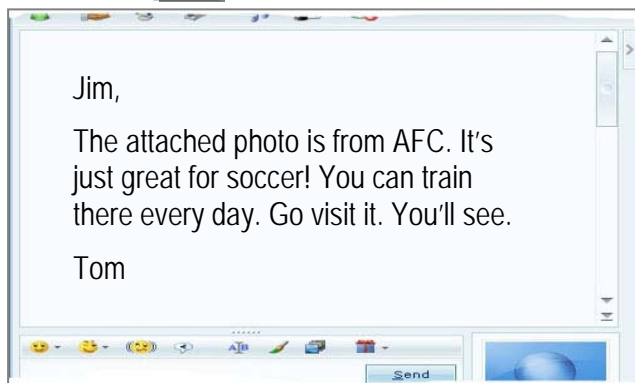 Jim,
The attached photo is from AFC. It's
just great for soccer! You can train
there every day. Go visit it. You'll see.
Tom
Send